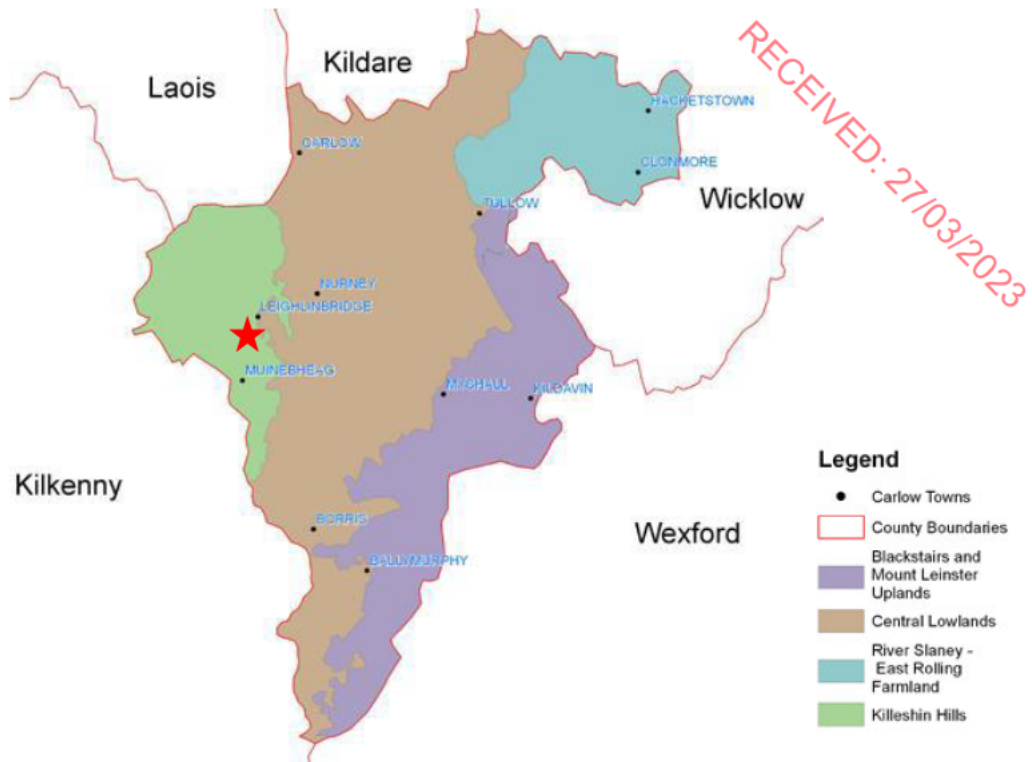 Laois
Kildare
RECEIVED: 27/03/2023
HACKETSTOWN
CARLOW
CLONMORE
Wicklow
TULLOW
NURNEY
LEIGHLINBRIDGE
MUINEBHEAG
MYSHALL
KILDAVIN
Kilkenny
BORRIS
Wexford
BALLYMURPHY
Legend
Carlow Towns
County Boundaries
Blackstairs and
Mount Leinster
Uplands
Central Lowlands
River Slaney -
East Rolling
Farmland
Killeshin Hills